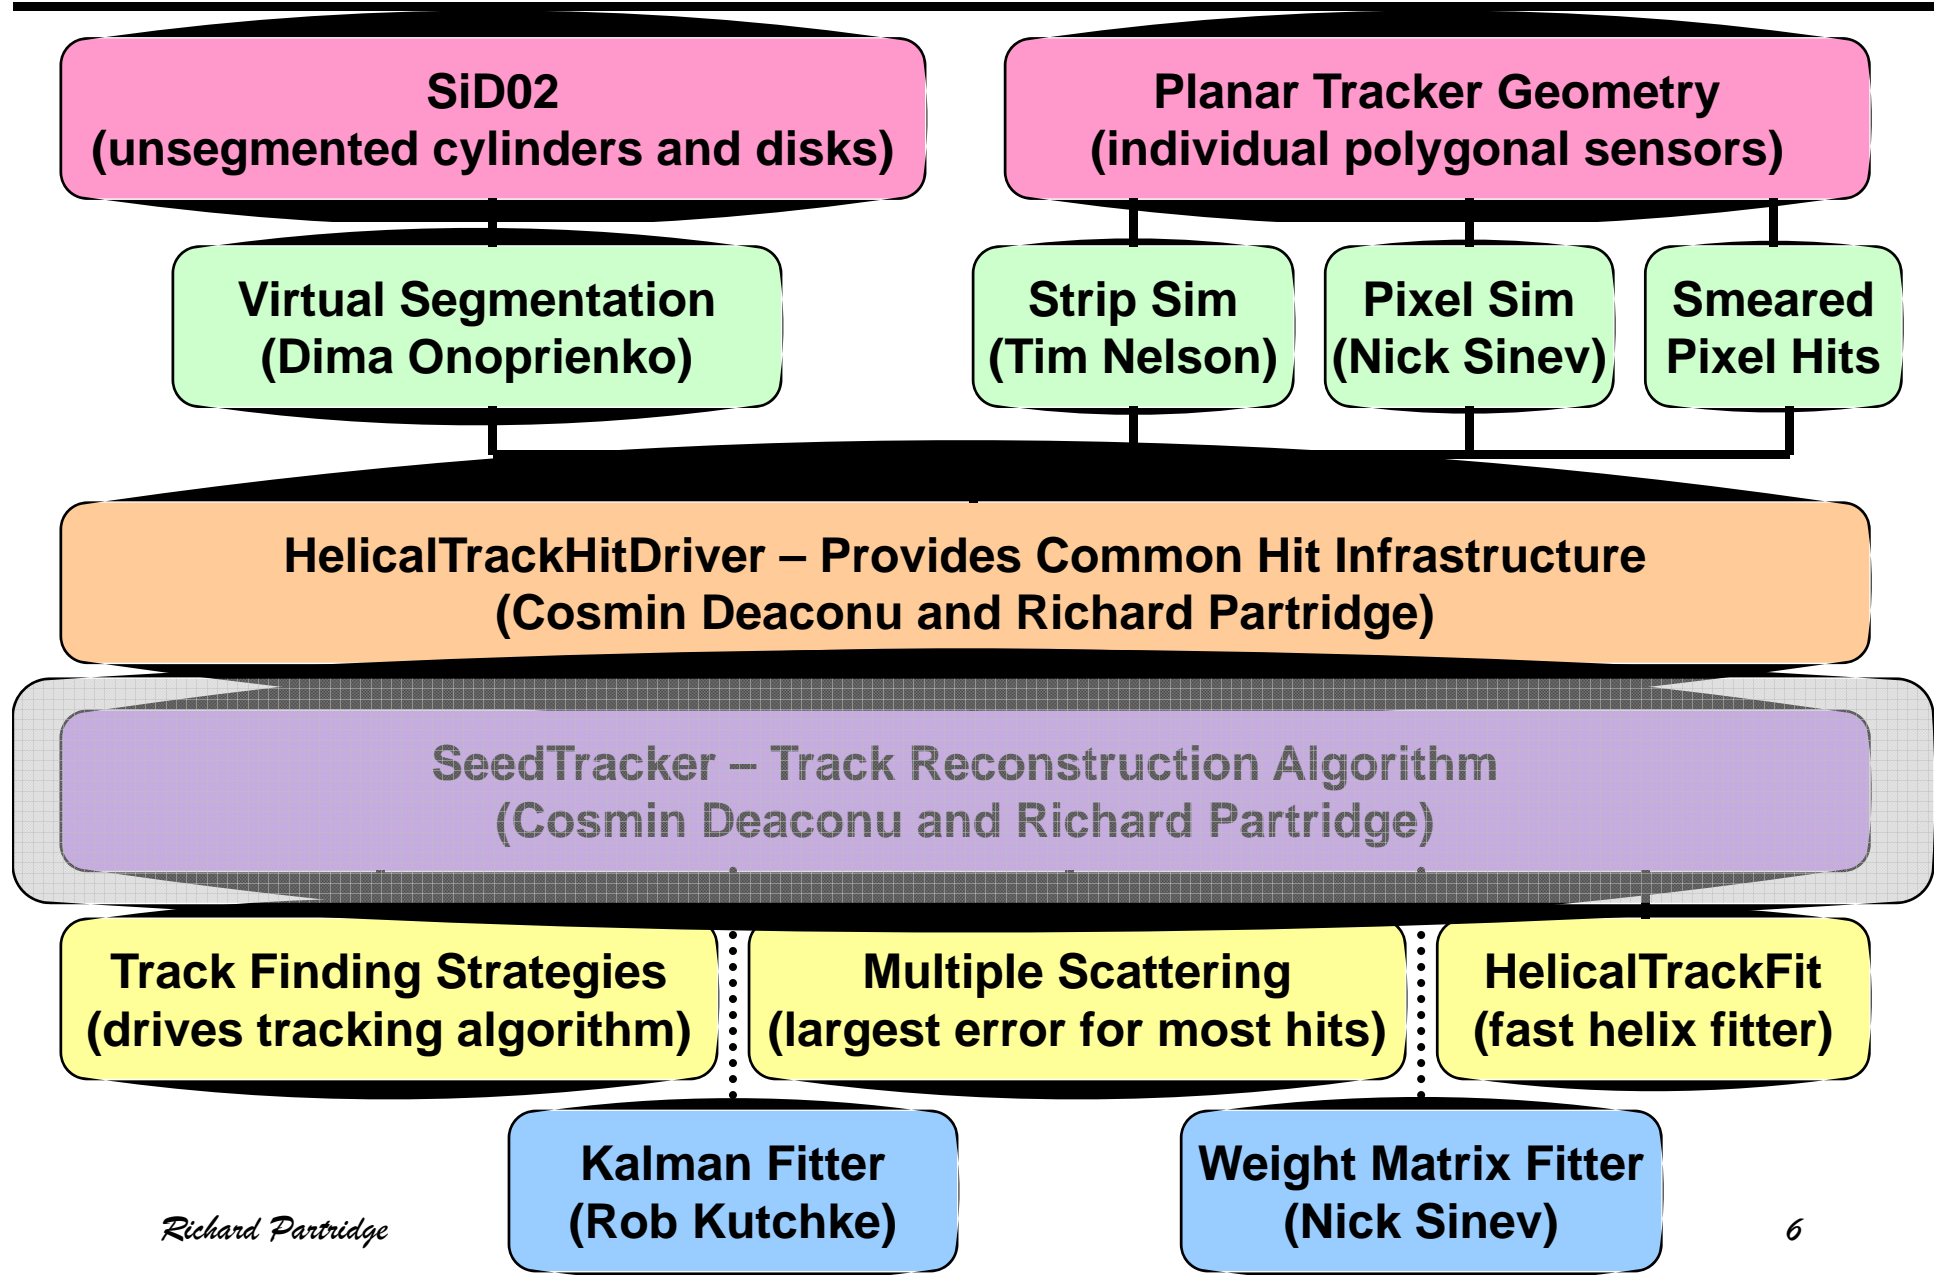 SiD02
(unsegmented cylinders and disks)
Planar Tracker Geometry
(individual polygonal sensors)
Virtual Segmentation
(Dima Onoprienko)
Strip Sim
(Tim Nelson)
Pixel Sim
(Nick Sinev)
Smeared
Pixel Hits
HelicalTrackHitDriver – Provides Common Hit Infrastructure
(Cosmin Deaconu and Richard Partridge)
SeedTracker – Track Reconstruction Algorithm
(Cosmin Deaconu and Richard Partridge)
Track Finding Strategies
(drives tracking algorithm)
Multiple Scattering
(largest error for most hits)
HelicalTrackFit
(fast helix fitter)
Kalman Fitter
(Rob Kutchke)
Weight Matrix Fitter
(Nick Sinev)
Richard Partridge
6